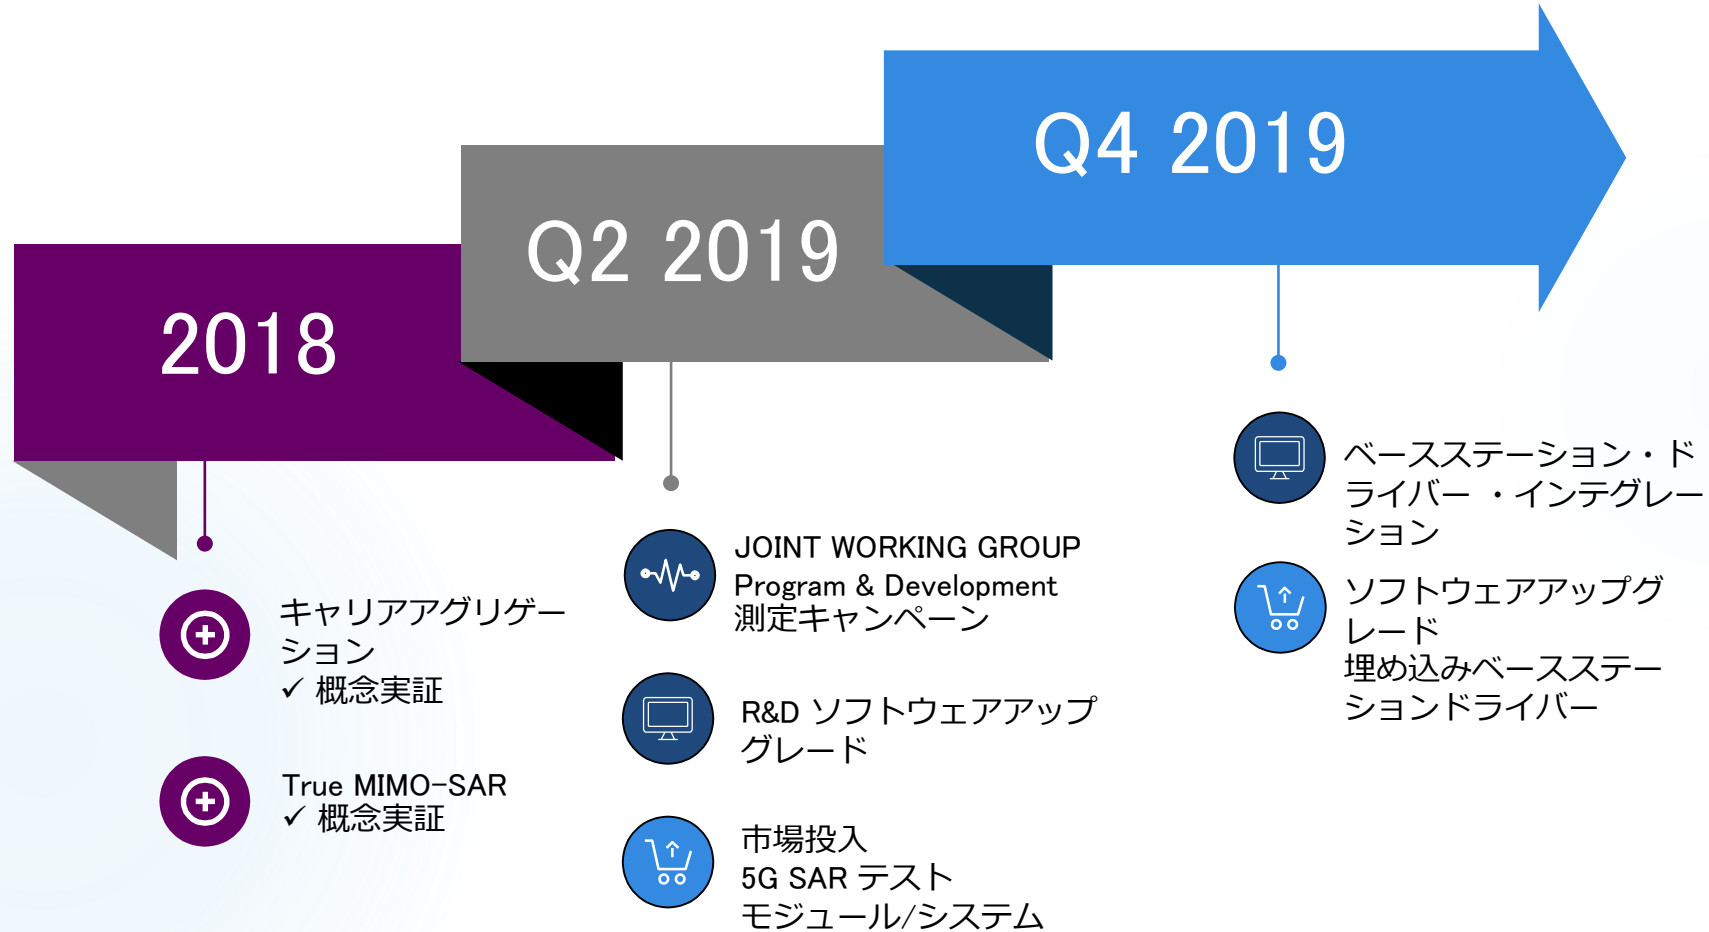 2018
Q2 2019
Q4 2019
キャリアアグリゲー
ション
✓ 概念実証
True MIMO-SAR
✓ 概念実証
JOINT WORKING GROUP
Program & Development
測定キャンペーン
R&D ソフトウェアアップ
グレード
市場投入
5G SAR テスト
モジュール/システム
ベースステーション・ド
ライバー ・インテグレー
ション
ソフトウェアアップグ
レード
埋め込みベースステー
ションドライバー